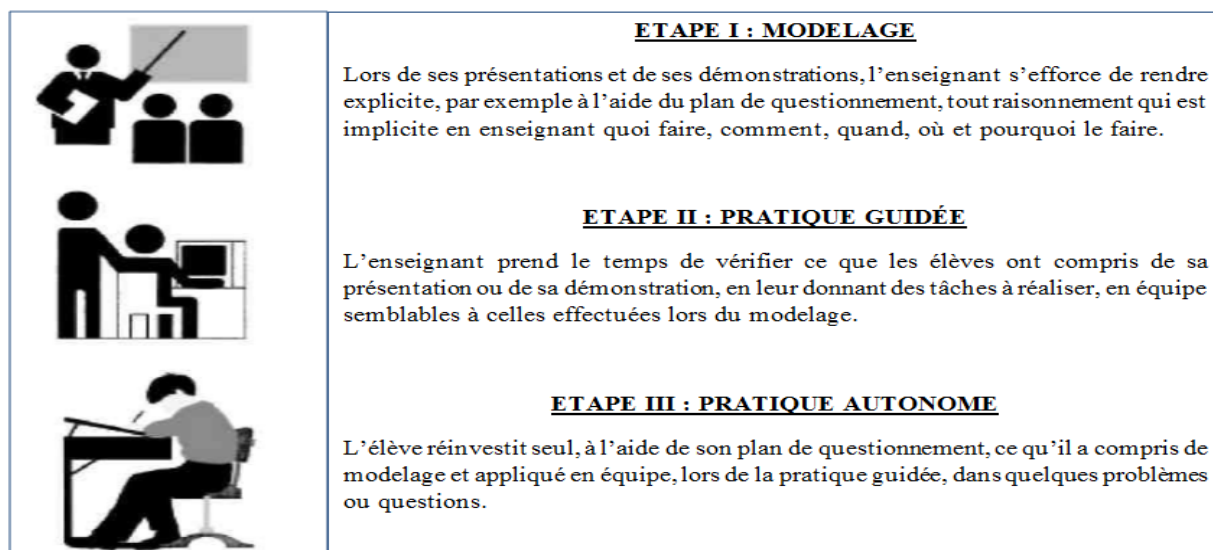 ETAPE I : MODELAGE
Lors de ses présentations et de ses démonstrations, l’enseignant s’efforce de rendre
explicite, par exemple à l’aide du plan de questionnement, tout raisonnement qui est
implicite en enseignant quoi faire, comment, quand, où et pourquoi le faire.
ETAPE II : PRATIQUE GUIDÉE
L’enseignant prend le temps de vérifier ce que les élèves ont compris de sa
présentation ou de sa démonstration, en leur donnant des tâches à réaliser, en équipe
semblables à celles effectuées lors du modelage.
ETAPE III : PRATIQUE AUTONOME
L’élève réinvestit seul, à l’aide de son plan de questionnement, ce qu’il a compris de
modelage et appliqué en équipe, lors de la pratique guidée, dans quelques problèmes
ou questions.